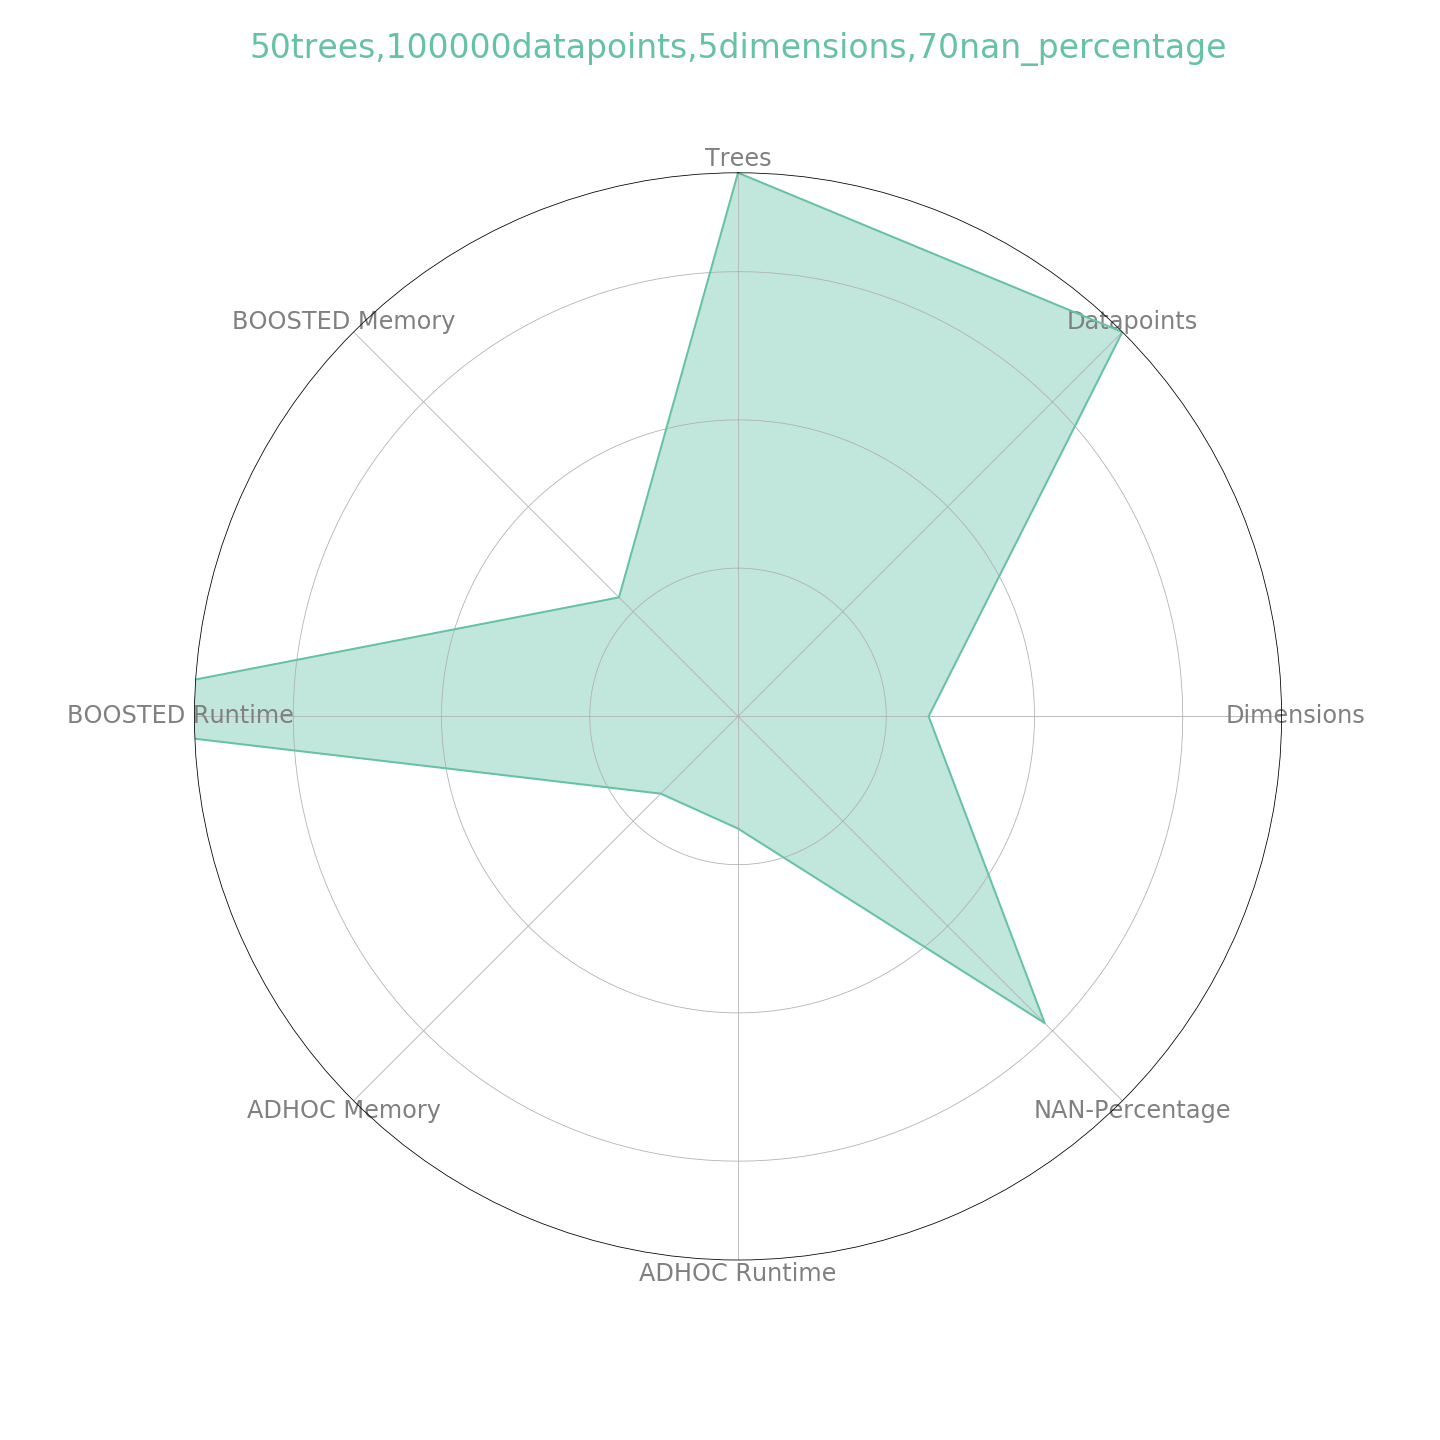 50trees,100000datapoints,5dimensions,70nan_percentage
Trees
BOOSTED Memory
Datapoints
BOOSTED Runtime
Dimensions
ADHOC Memory
NAN-Percentage
ADHOC Runtime